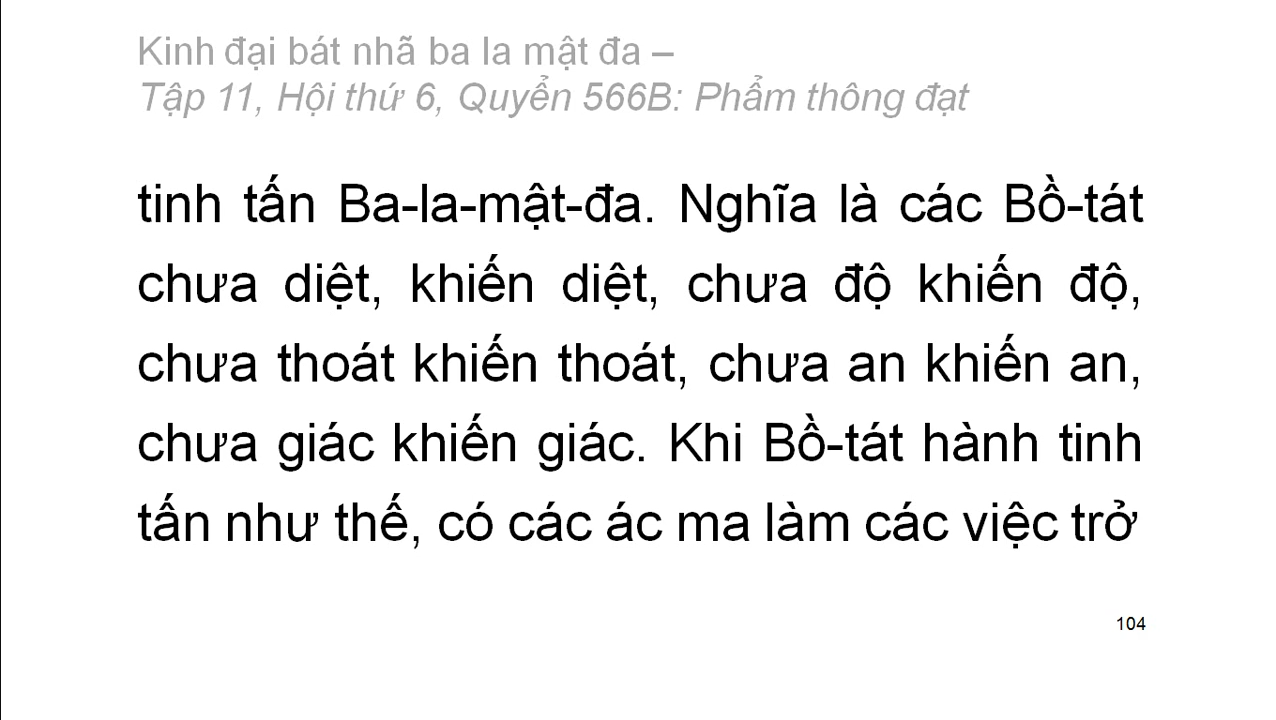 Kinh đại bát nhã ba la mật đa –
Tập 11, Hội thứ 6, Quyển 566B: Phẩm thông đạt
tinh tấn Ba-la-mật-đa. Nghĩa là các Bồ-tát
chưa diệt, khiến diệt, chưa độ khiến độ,
chưa thoát khiến thoát, chưa an khiến an,
chưa giác khiến giác. Khi Bồ-tát hành tinh
tấn như thế, có các ác ma làm các việc trở
104